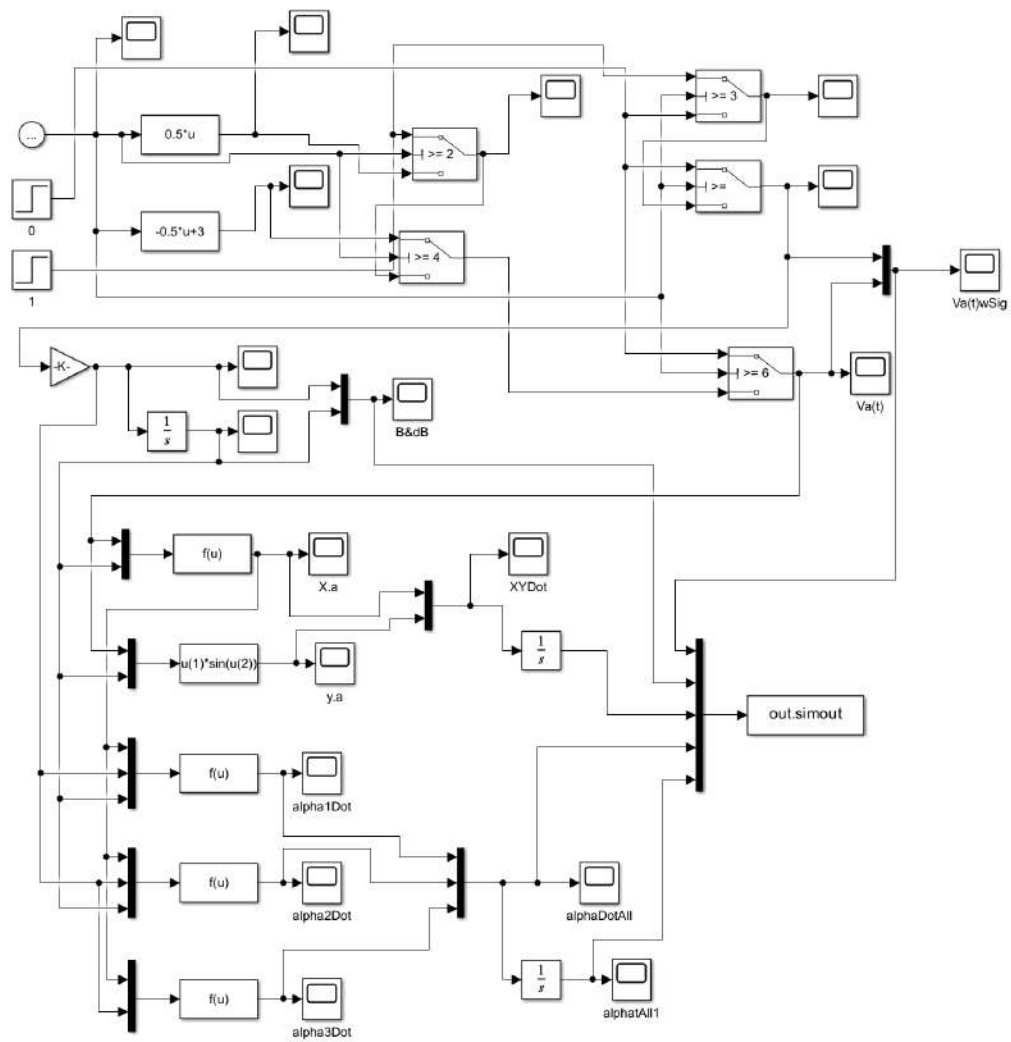 ...
0.5*u
0
-0.5*u+3
1
>= 2
>= 4
>= 3
>=
>= 6
Va(t)wSig
Va(t)
-K-
1
s
B&dB
f(u)
X.a
XYDot
u(1)*sin(u(2))
y.a
1
s
out.simout
f(u)
alpha1Dot
f(u)
alpha2Dot
alphaDotAll
f(u)
alpha3Dot
1
s
alphatAll1